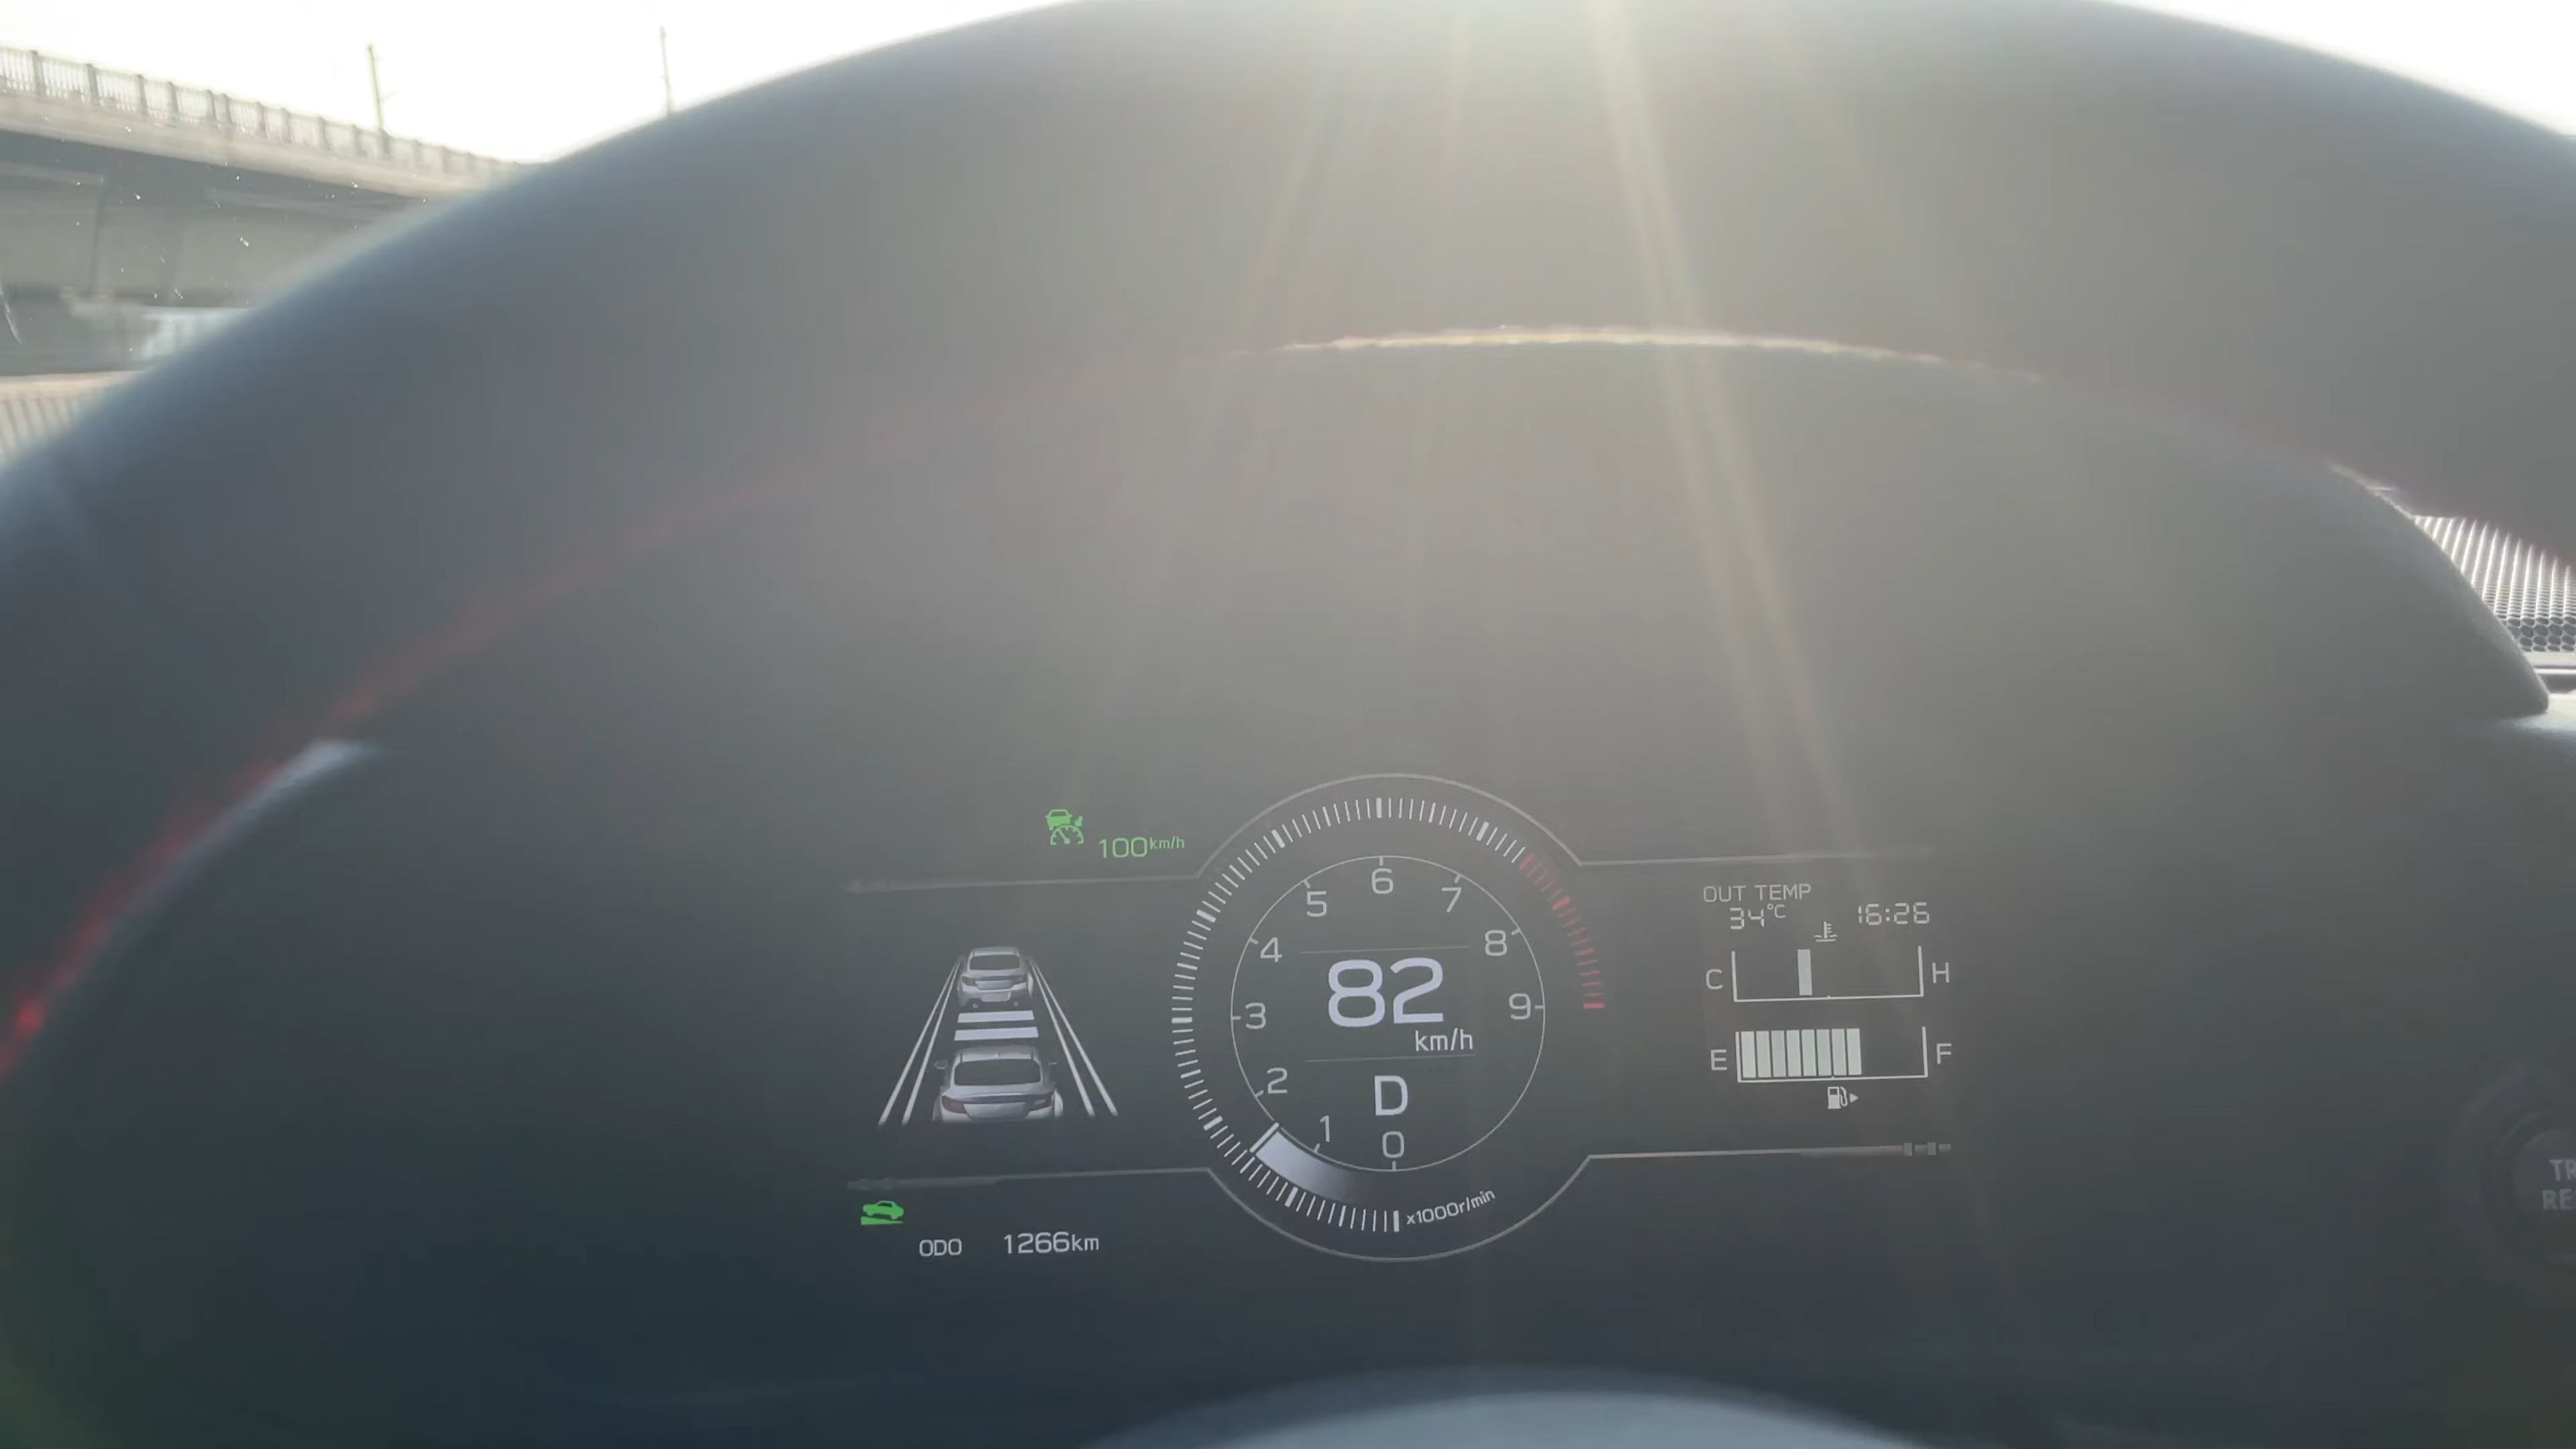 100km/h
5 6 7
4 8
3 9
2
1
0
82
km/h
D
x1000r/min
OUT TEMP
34°C 16:26
C H
E F
ODO 1266km